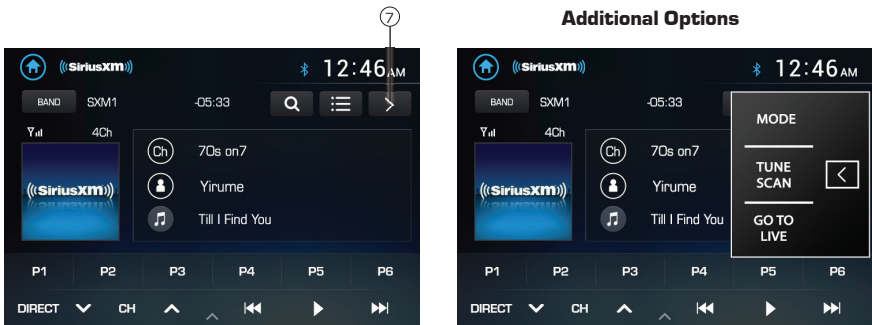 7
Additional Options
((SiriusXM))
12:46AM
BAND
SXM1
-05:33
4Ch
((SiriusXM))
Ch
70s on7
Yirume
Till I Find You
P1 P2 P3 P4 P5 P6
DIRECT CH
((SiriusXM))
12:46AM
BAND
SXM1
-05:33
4Ch
((SiriusXM))
Ch
70s on7
Yirume
Till I Find You
MODE
TUNE
SCAN
GO TO
LIVE
P1 P2 P3 P4 P5 P6
DIRECT CH